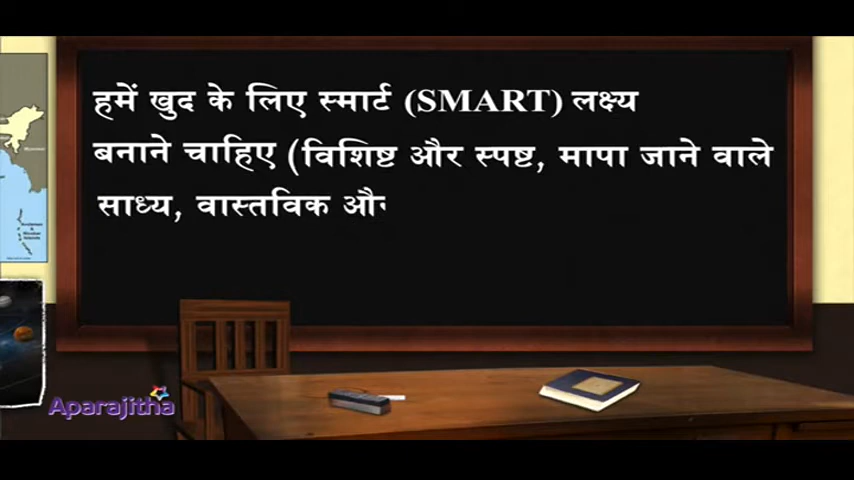 हमें खुद के लिए स्मार्ट (SMART) लक्ष्य
बनाने चाहिए (विशिष्ट और स्पष्ट, मापा जाने वाले
साध्य, वास्तविक
Aparajitha